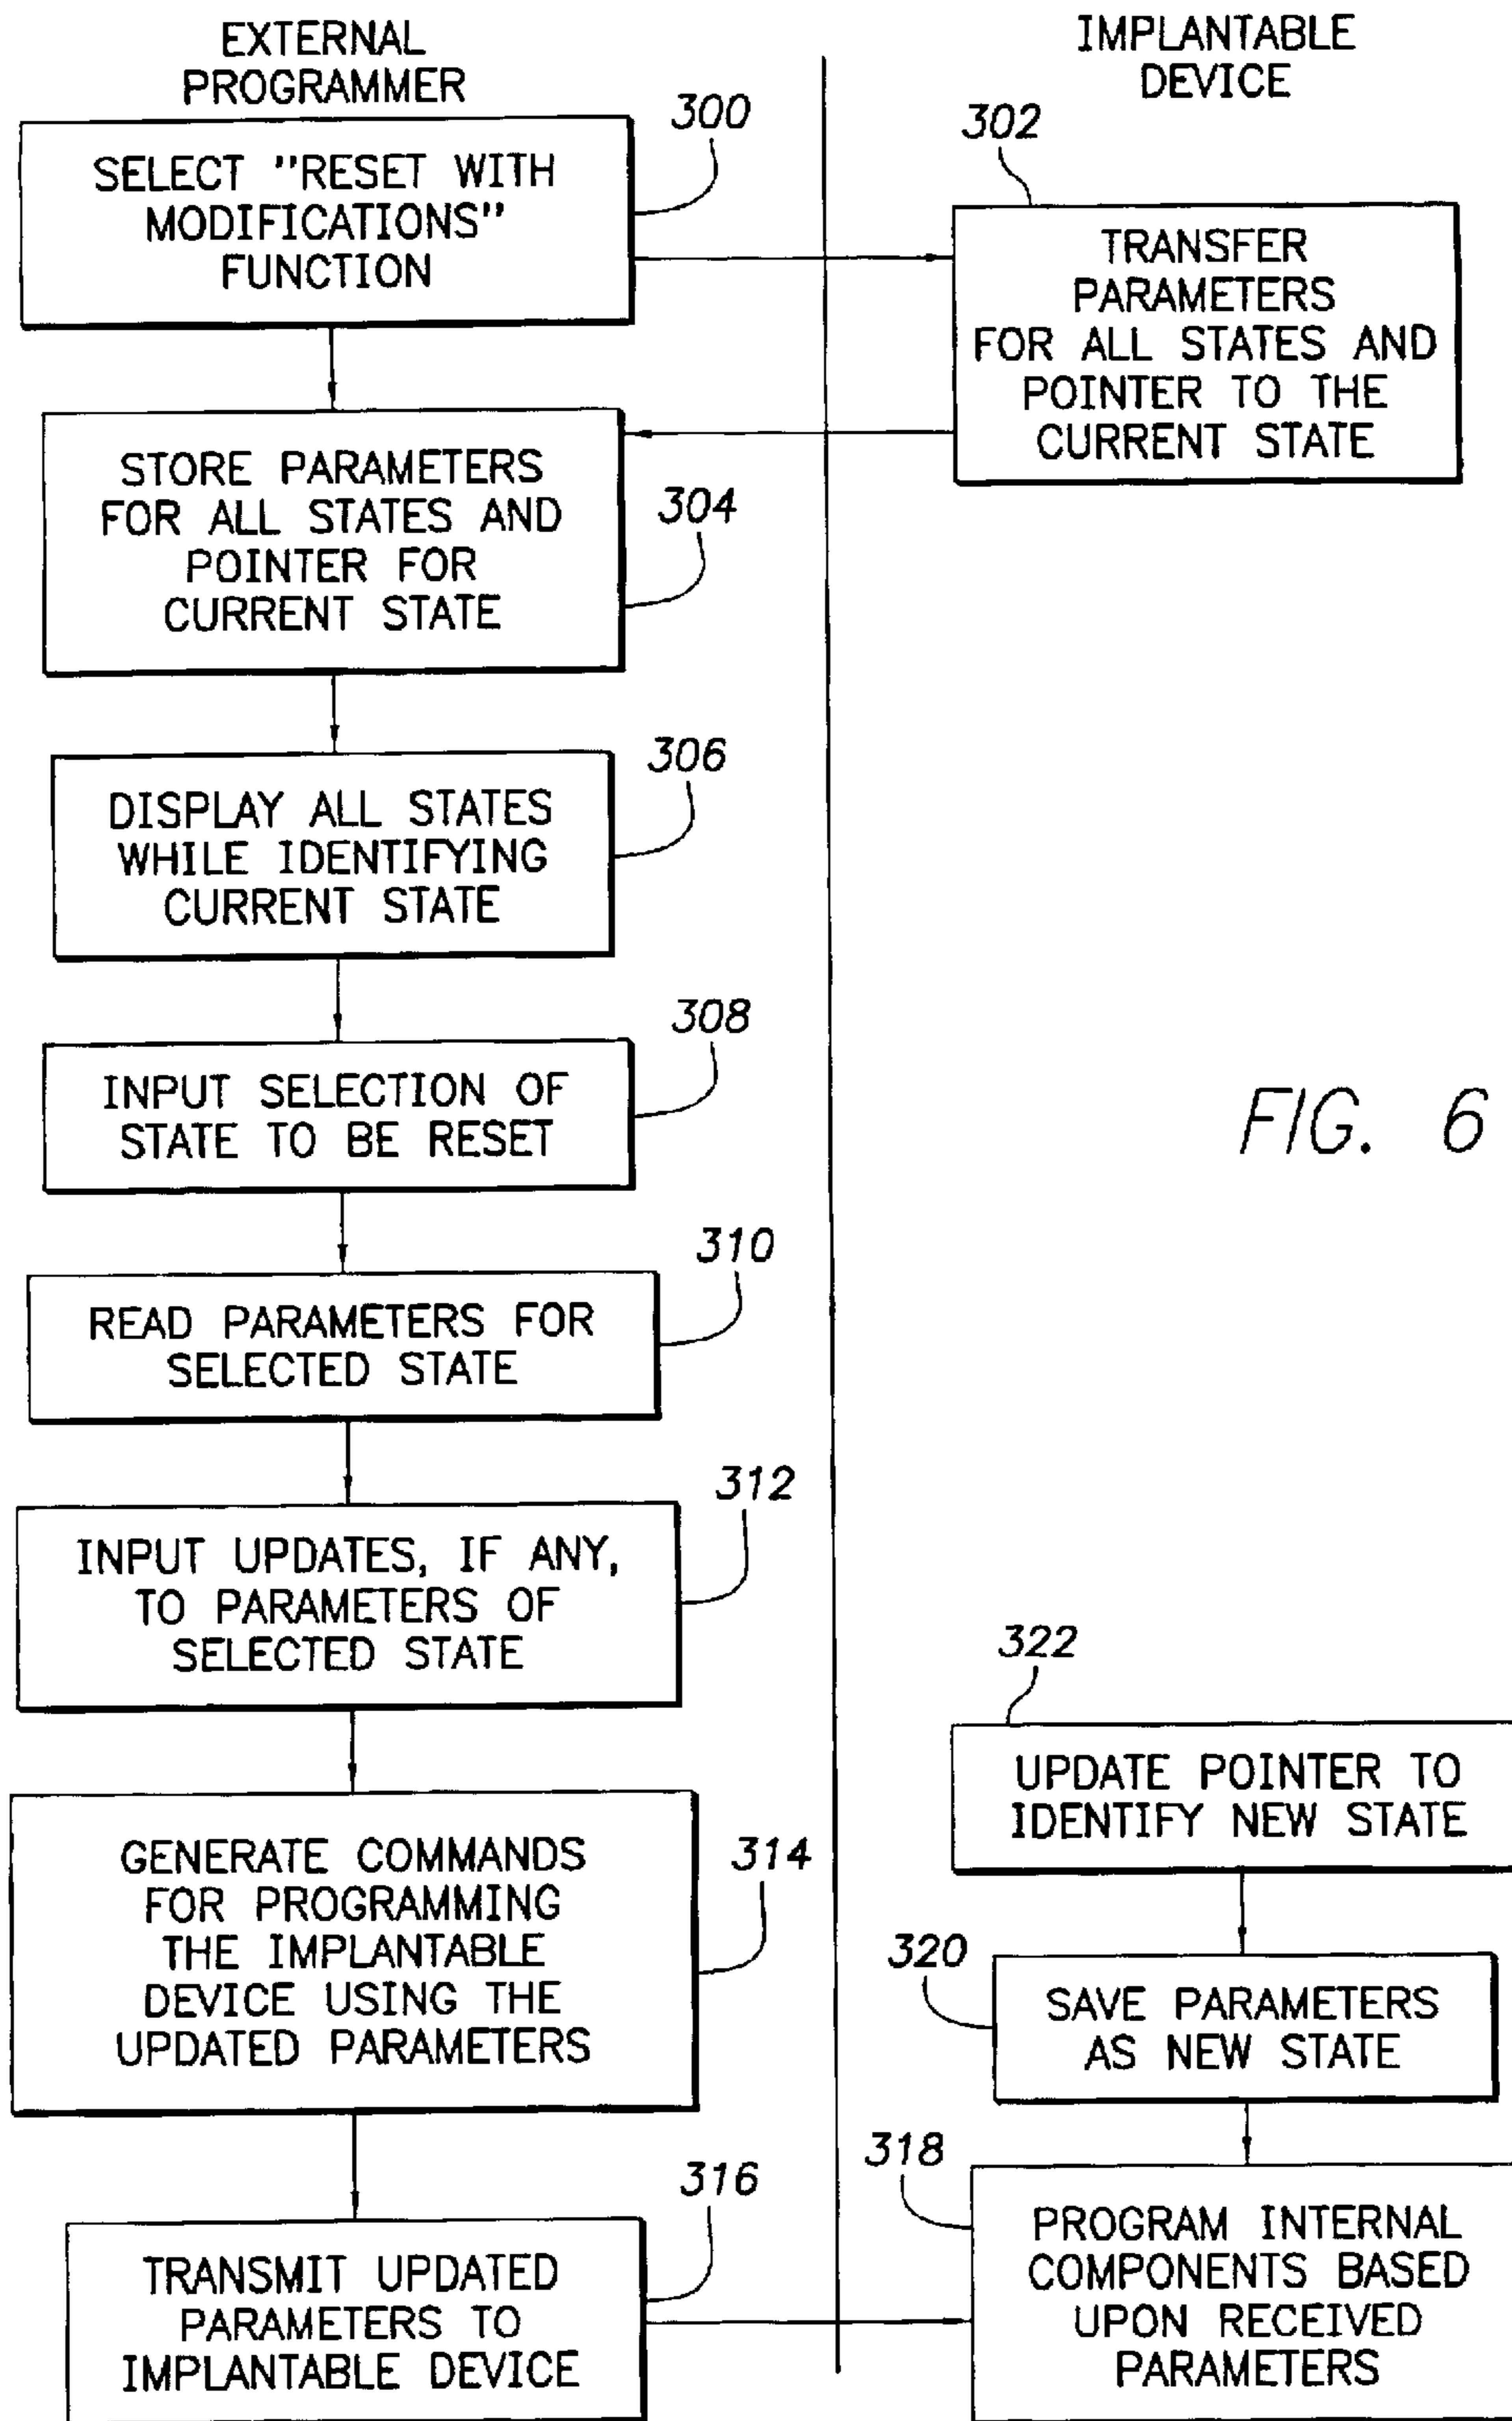 EXTERNAL
PROGRAMMER
300
SELECT "RESET WITH
MODIFICATIONS"
FUNCTION
IMPLANTABLE
DEVICE
302
TRANSFER
PARAMETERS
FOR ALL STATES AND
POINTER TO THE
CURRENT STATE
STORE PARAMETERS
FOR ALL STATES AND
POINTER FOR
CURRENT STATE
304
306
DISPLAY ALL STATES
WHILE IDENTIFYING
CURRENT STATE
308
INPUT SELECTION OF
STATE TO BE RESET
FIG. 6
310
READ PARAMETERS FOR
SELECTED STATE
312
INPUT UPDATES, IF ANY,
TO PARAMETERS OF
SELECTED STATE
314
GENERATE COMMANDS
FOR PROGRAMMING
THE IMPLANTABLE
DEVICE USING THE
UPDATED PARAMETERS
316
TRANSMIT UPDATED
PARAMETERS TO
IMPLANTABLE DEVICE
322
UPDATE POINTER TO
IDENTIFY NEW STATE
320
SAVE PARAMETERS
AS NEW STATE
318
PROGRAM INTERNAL
COMPONENTS BASED
UPON RECEIVED
PARAMETERS